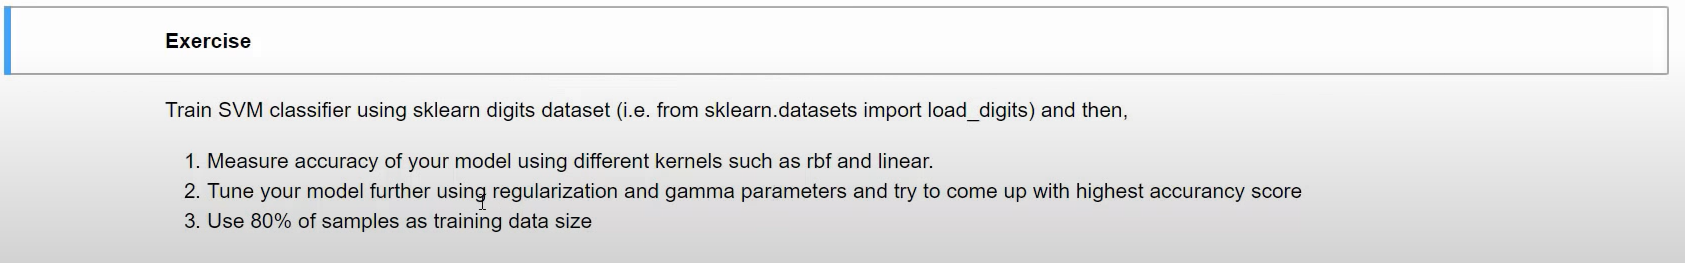 Exercise
Train SVM classifier using sklearn digits dataset (i.e. from sklearn.datasets import load_digits) and then,
1. Measure accuracy of your model using different kernels such as rbf and linear.
2. Tune your model further using regularization and gamma parameters and try to come up with highest accurancy score
3. Use 80% of samples as training data size